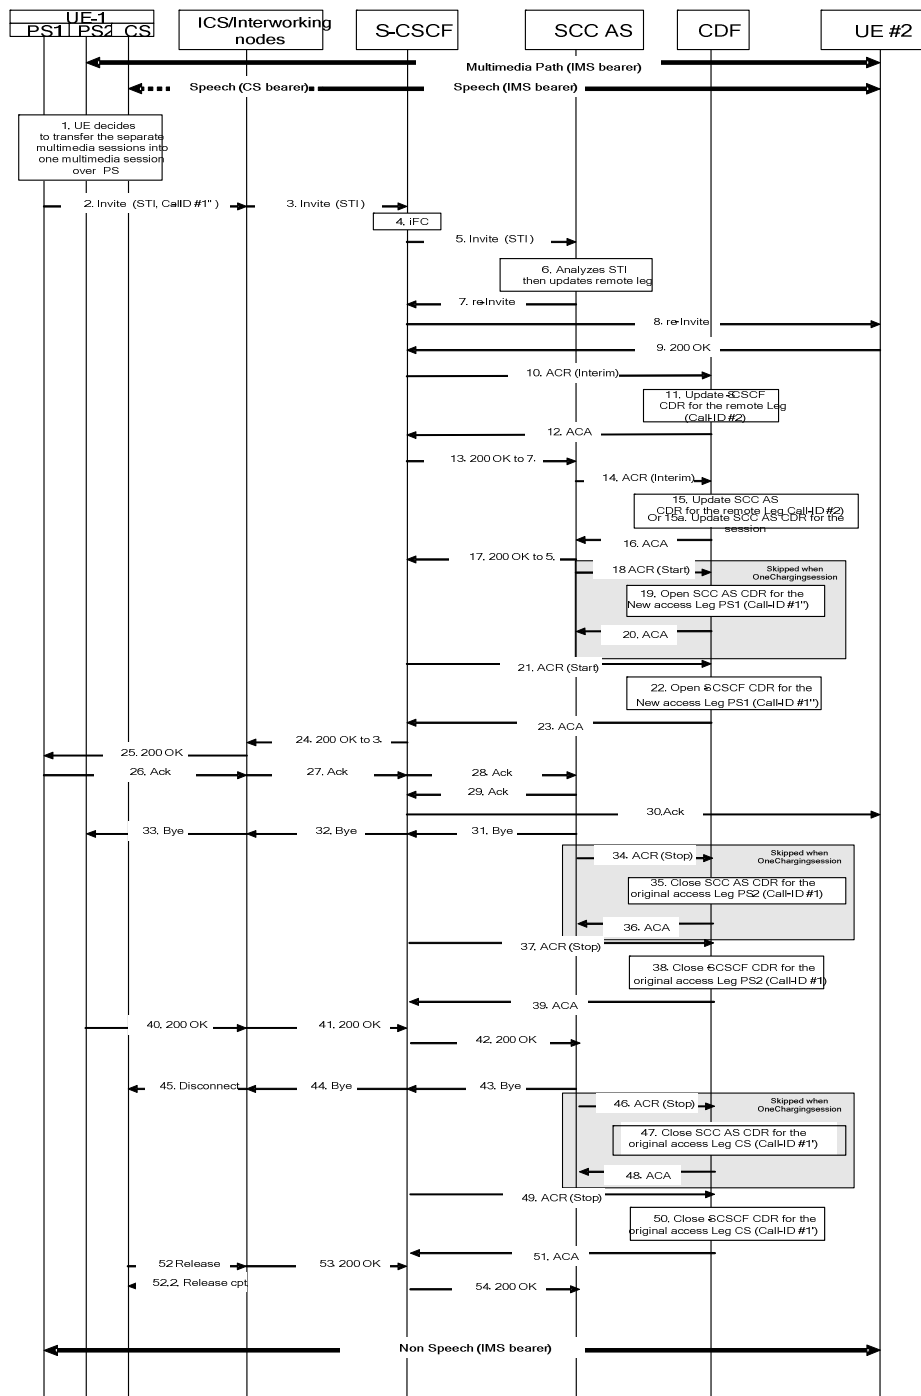 UE-1
PS1 PS2 CS
ICS/Interworking
nodes
S-CSCF
SCC AS
CDF
UE #2
Multimedia Path (IMS bearer)
Speech (CS bearer)
Speech (IMS bearer)
1. UE decides
to transfer the separate
multimedia sessions into
one multimedia session
over PS
2. Invite (STI, CallD #1'')
3. Invite (STI)
4. iFC
5. Invite (STI)
6. Analyzes STI
then updates remote leg
7. re-Invite
8. re-Invite
9. 200 OK
10. ACR (Interim)
11. Update S-CSCF
CDR for the remote Leg
(Call-ID #2)
12. ACA
13. 200 OK to 7.
14. ACR (Interim)
15. Update SCC AS
CDR for the remote Leg Call-ID #2)
Or 15a. Update SCC AS CDR for the
session
16. ACA
17. 200 OK to 5.
18 ACR (Start)
Skipped when
OneChargingsession
19. Open SCC AS CDR for the
New access Leg PS1 (Call-ID #1'')
20. ACA
21. ACR (Start)
22. Open S-CSCF CDR for the
New access Leg PS1 (Call-ID #1'')
23. ACA
24. 200 OK to 3.
25. 200 OK
26. Ack
27. Ack
28. Ack
29. Ack
30.Ack
33. Bye
32. Bye
31. Bye
34. ACR (Stop)
Skipped when
OneChargingsession
35. Close SCC AS CDR for the
original access Leg PS2 (Call-ID #1)
36. ACA
37. ACR (Stop)
38. Close S-CSCF CDR for the
original access Leg PS2 (Call-ID #1)
39. ACA
40. 200 OK
41. 200 OK
42. 200 OK
45. Disconnect
44. Bye
43. Bye
46. ACR (Stop)
Skipped when
OneChargingsession
47. Close SCC AS CDR for the
original access Leg CS (Call-ID #1')
48. ACA
49. ACR (Stop)
50. Close S-CSCF CDR for the
original access Leg CS (Call-ID #1')
51. ACA
52 Release
53. 200 OK
52.2. Release cpt
54. 200 OK
Non Speech (IMS bearer)